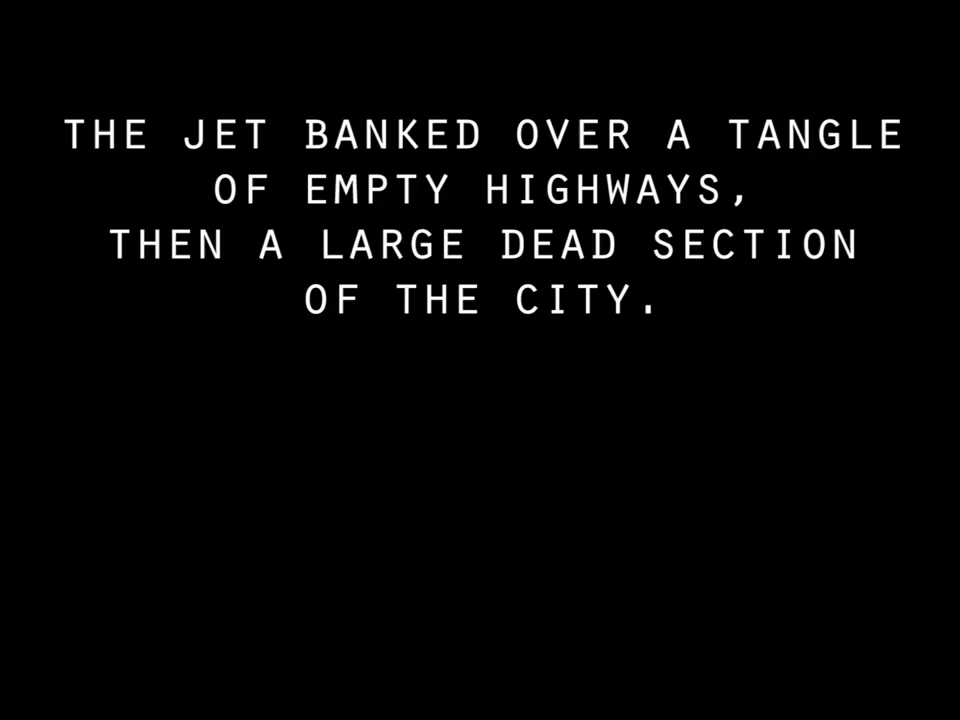 THE JET BANKED OVER A TANGLE
OF EMPTY HIGHWAYS,
THEN A LARGE DEAD SECTION
OF THE CITY.